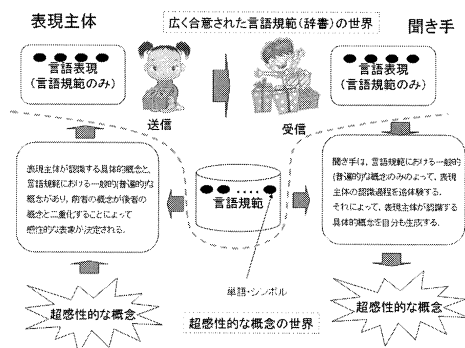 表現主体
広く合意された言語規範(辞書)の世界
聞き手
言語表現
(言語規範のみ)
送信
受信
言語表現
(言語規範のみ)
表現主体が認識する具体的概念と、
言語規範における一般的(普遍的)な
概念があり、前者の概念が後者の
概念と二重化することによって
感性的な表象が決定される。
言語規範
聞き手は、言語規範における一般的
(普遍的)な概念のみのよって、表現
主体の認識過程を追体験する。
それによって、表現主体が認識する
具体的概念を自分も生成する。
単語・シンボル
超感性的な概念
超感性的な概念の世界
超感性的な概念